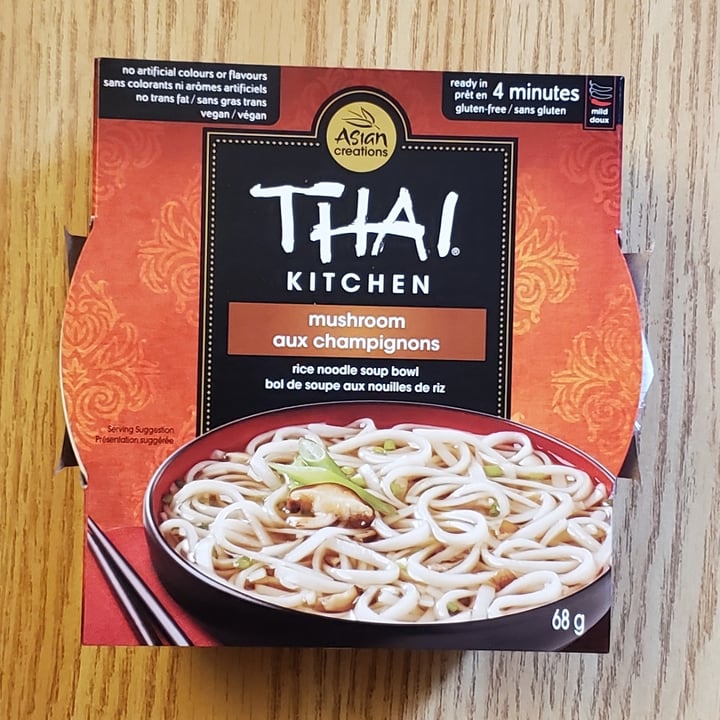 no artificial colours or flavours
sans colorants ni arômes artificiels
no trans fat / sans gras trans
vegan / végan
ready in
prêt en 4 minutes
gluten-free / sans gluten
mild
doux
Asian
creations
THAI®
KITCHEN
mushroom
aux champignons
rice noodle soup bowl
bol de soupe aux nouilles de riz
Serving Suggestion
Présentation suggérée
68 g